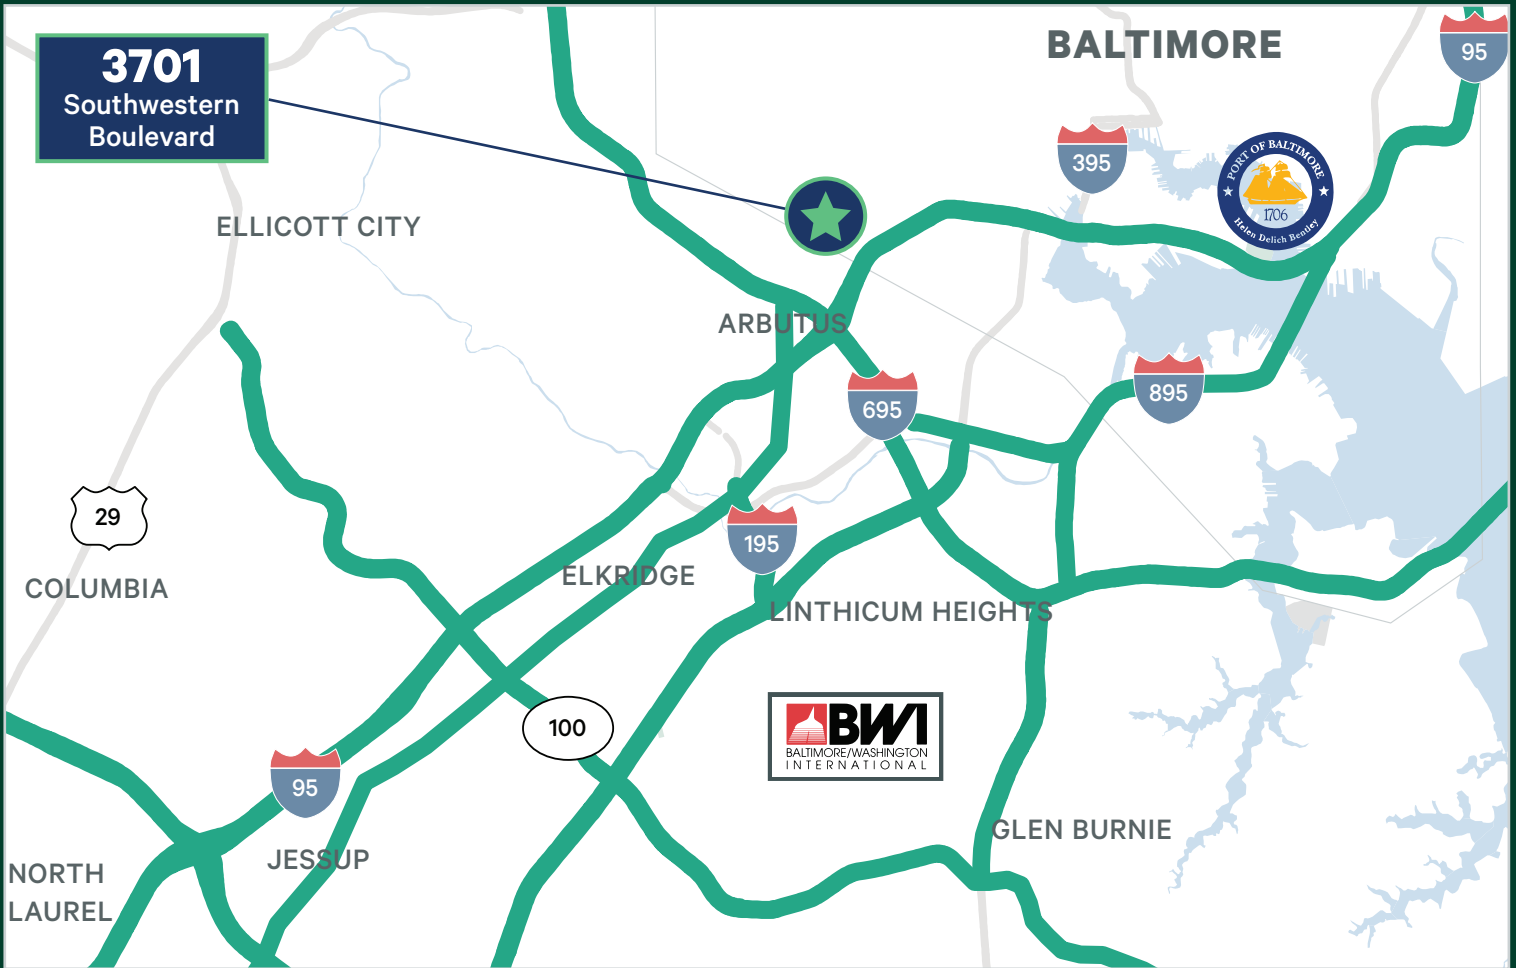 3701
Southwestern
Boulevard
BALTIMORE
95
395
PORT OF BALTIMORE
1706
Helen Delich Bentley
ELLICOTT CITY
ARBUTUS
695
895
29
195
COLUMBIA
ELKRIDGE
LINTHICUM HEIGHTS
100
BWI
BALTIMORE/WASHINGTON
INTERNATIONAL
95
GLEN BURNIE
JESSUP
NORTH
LAUREL